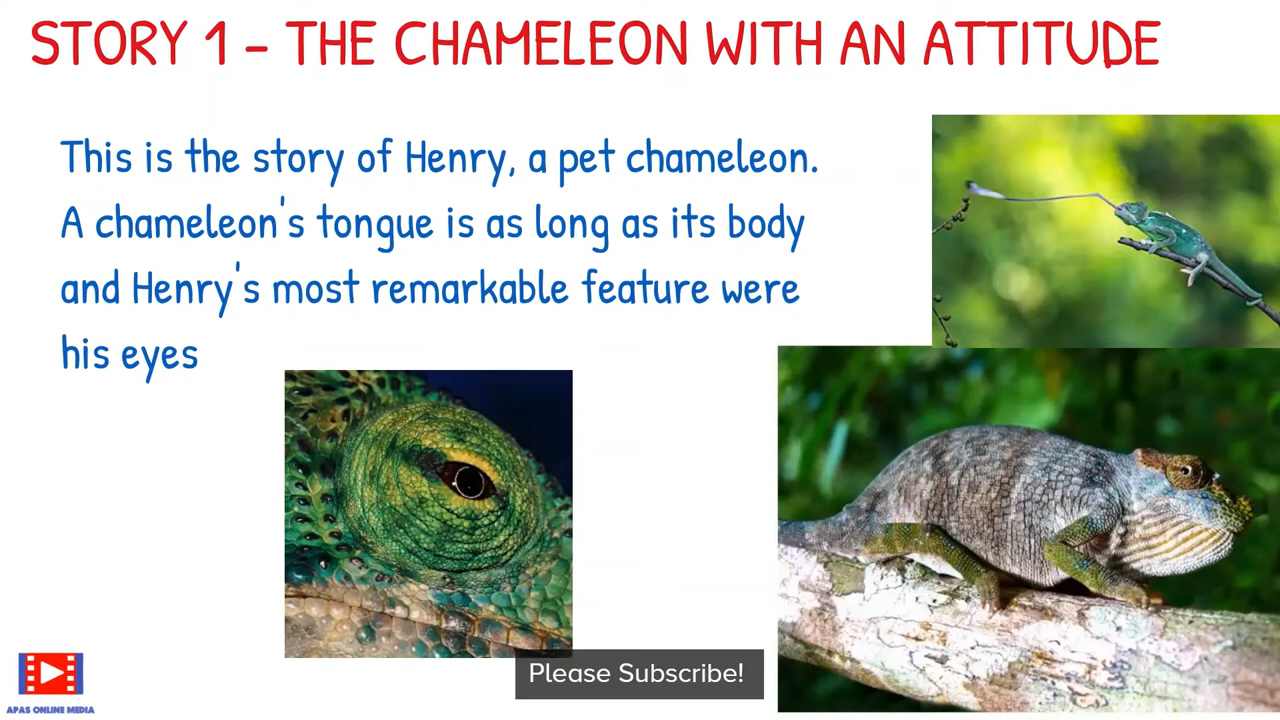 STORY 1 - THE CHAMELEON WITH AN ATTITUDE
This is the story of Henry, a pet chameleon.
A chameleon's tongue is as long as its body
and Henry's most remarkable feature were
his eyes
Please Subscribe!
APAS ONLINE MEDIA